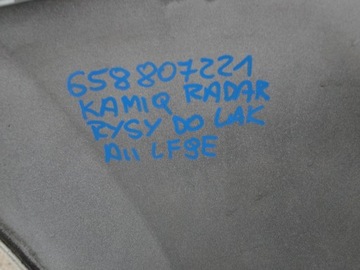 658807221
KAMIQ RADAR
RYSY DO LAK
A11 LF9E